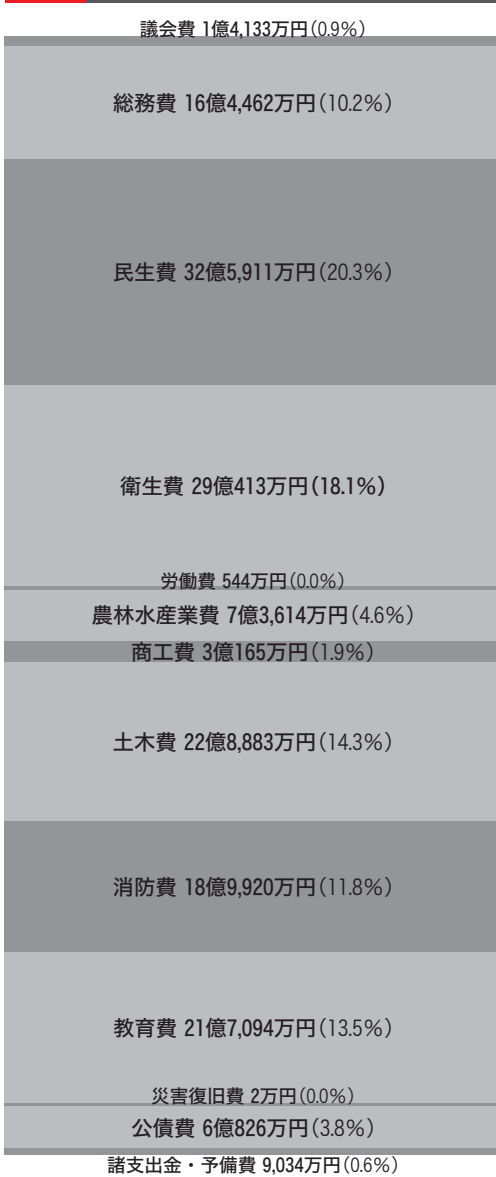 議会費 1億4,133万円(0.9%)
総務費 16億4,462万円(10.2%)
民生費 32億5,911万円(20.3%)
衛生費 29億413万円(18.1%)
労働費 544万円(0.0%)
農林水産業費 7億3,614万円(4.6%)
商工費 3億165万円(1.9%)
土木費 22億8,883万円(14.3%)
消防費 18億9,920万円(11.8%)
教育費 21億7,094万円(13.5%)
災害復旧費 2万円(0.0%)
公債費 6億826万円(3.8%)
諸支出金・予備費 9,034万円(0.6%)